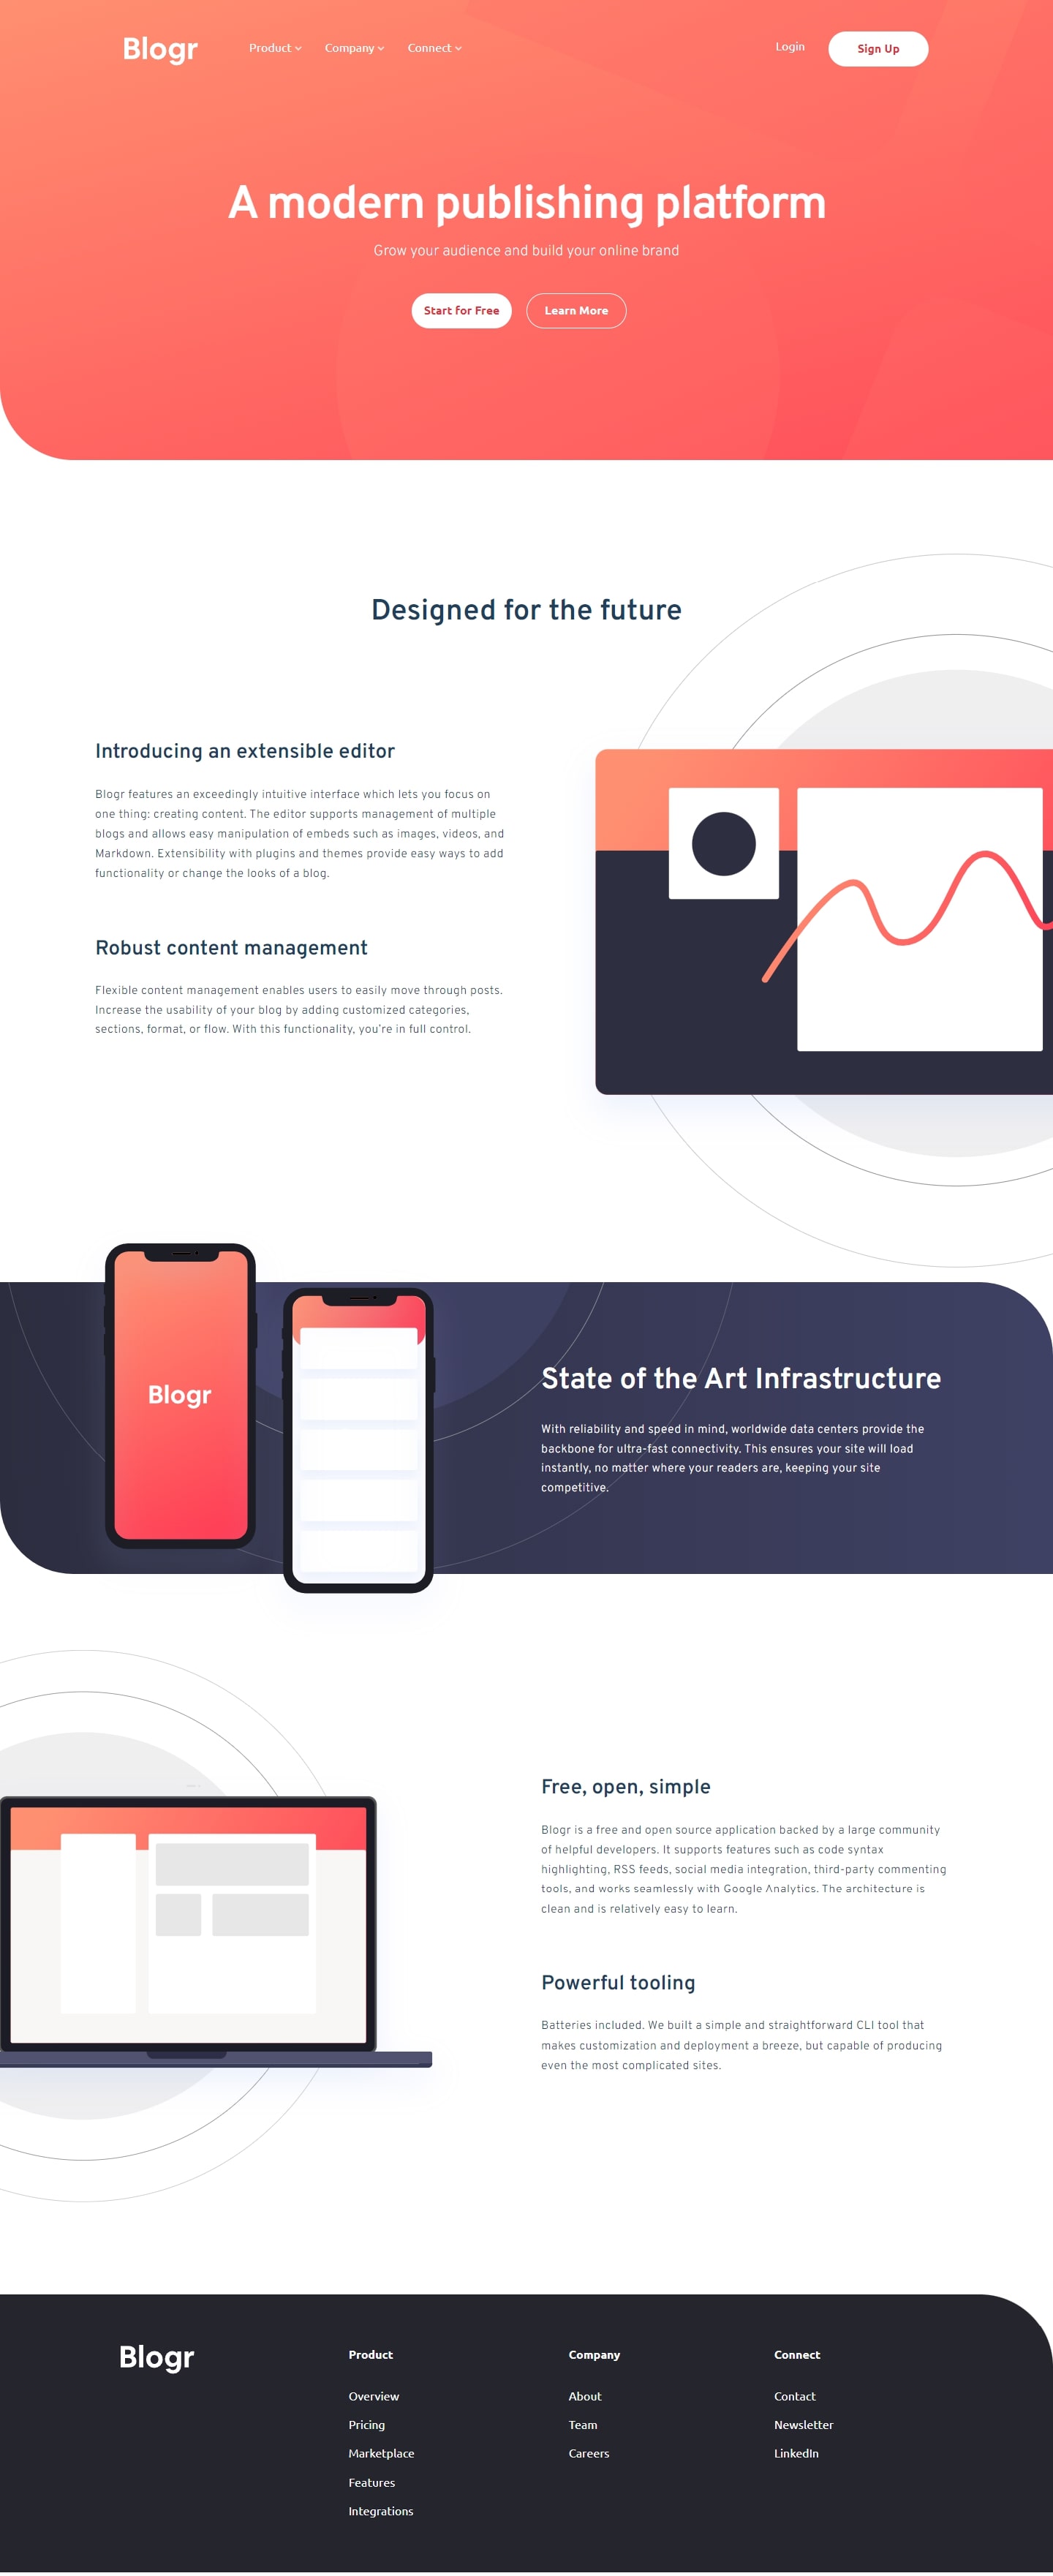 Blogr
Product
Company
Connect
Login
Sign Up
A modern publishing platform
Grow your audience and build your online brand
Start for Free
Learn More
Designed for the future
Introducing an extensible editor
Blogr features an exceedingly intuitive interface which lets you focus on
one thing: creating content. The editor supports management of multiple
blogs and allows easy manipulation of embeds such as images, videos, and
Markdown. Extensibility with plugins and themes provide easy ways to add
functionality or change the looks of a blog.
Robust content management
Flexible content management enables users to easily move through posts.
Increase the usability of your blog by adding customized categories,
sections, format, or flow. With this functionality, you're in full control.
Blogr
State of the Art Infrastructure
With reliability and speed in mind, worldwide data centers provide the
backbone for ultra-fast connectivity. This ensures your site will load
instantly, no matter where your readers are, keeping your site
competitive.
Free, open, simple
Blogr is a free and open source application backed by a large community
of helpful developers. It supports features such as code syntax
highlighting, RSS feeds, social media integration, third-party commenting
tools, and works seamlessly with Google Analytics. The architecture is
clean and is relatively easy to learn.
Powerful tooling
Batteries included. We built a simple and straightforward CLI tool that
makes customization and deployment a breeze, but capable of producing
even the most complicated sites.
Blogr
Product
Overview
Pricing
Marketplace
Features
Integrations
Company
About
Team
Careers
Connect
Contact
Newsletter
LinkedIn